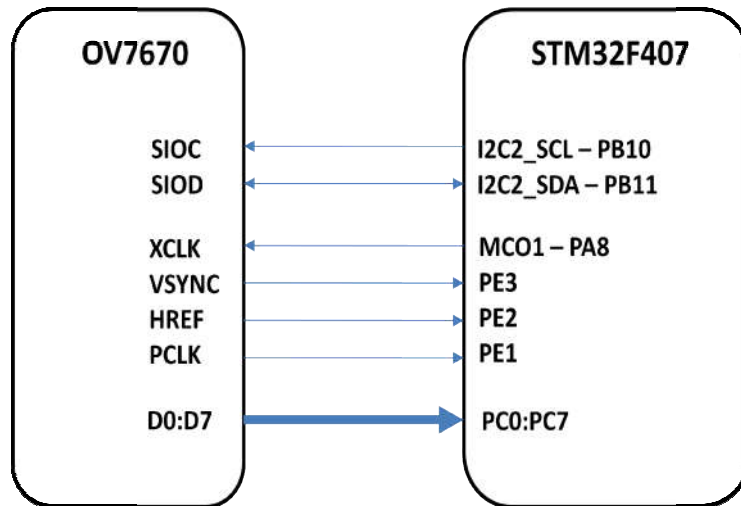 OV7670
STM32F407
SIOC
I2C2_SCL – PB10
SIOD
I2C2_SDA – PB11
XCLK
MCO1 – PA8
VSYNC
PE3
HREF
PE2
PCLK
PE1
D0:D7
PC0:PC7